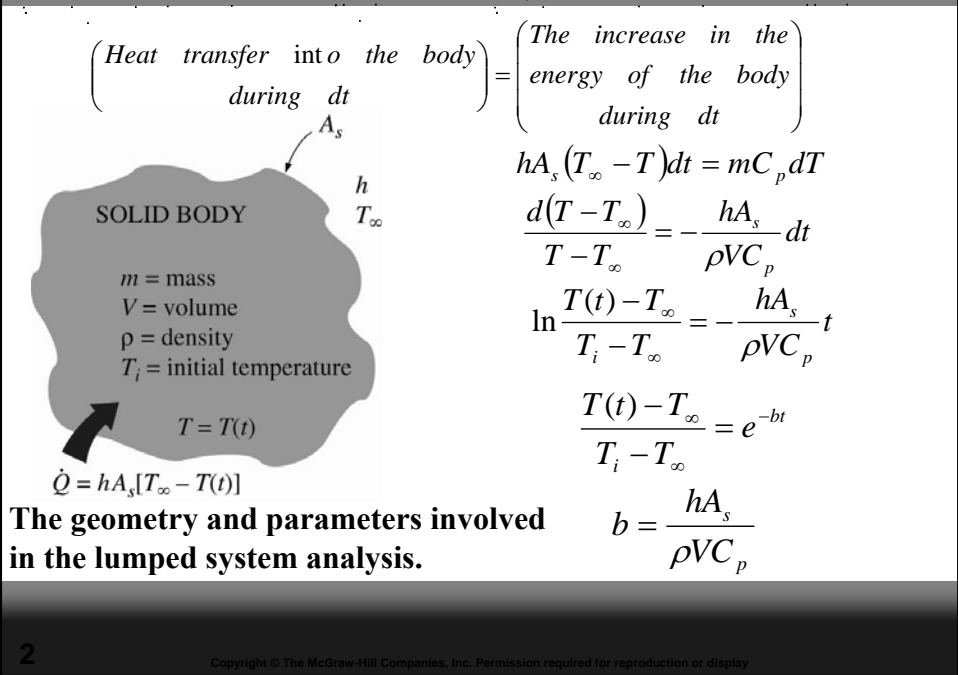 (Heat transfer into the body during dt) = (The increase in the energy of the body during dt)
A_s
hA_s (T_∞ − T)dt = mC_p dT
h
T_∞
SOLID BODY
d(T − T_∞) / (T − T_∞) = − hA_s / (ρVC_p) dt
m = mass
V = volume
ρ = density
T_i = initial temperature
ln (T(t) − T_∞) / (T_i − T_∞) = − hA_s / (ρVC_p) t
T = T(t)
(T(t) − T_∞) / (T_i − T_∞) = e^{−bt}
Q̇ = hA_s[T_∞ − T(t)]
b = hA_s / (ρVC_p)
The geometry and parameters involved
in the lumped system analysis.
2
Copyright © The McGraw-Hill Companies, Inc. Permission required for reproduction or display